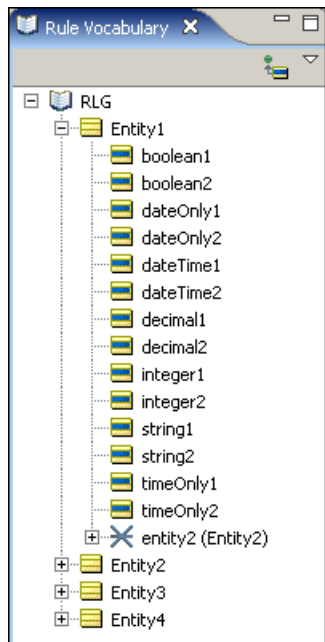 Rule Vocabulary
RLG
Entity1
boolean1
boolean2
dateOnly1
dateOnly2
dateTime1
dateTime2
decimal1
decimal2
integer1
integer2
string1
string2
timeOnly1
timeOnly2
entity2 (Entity2)
Entity2
Entity3
Entity4